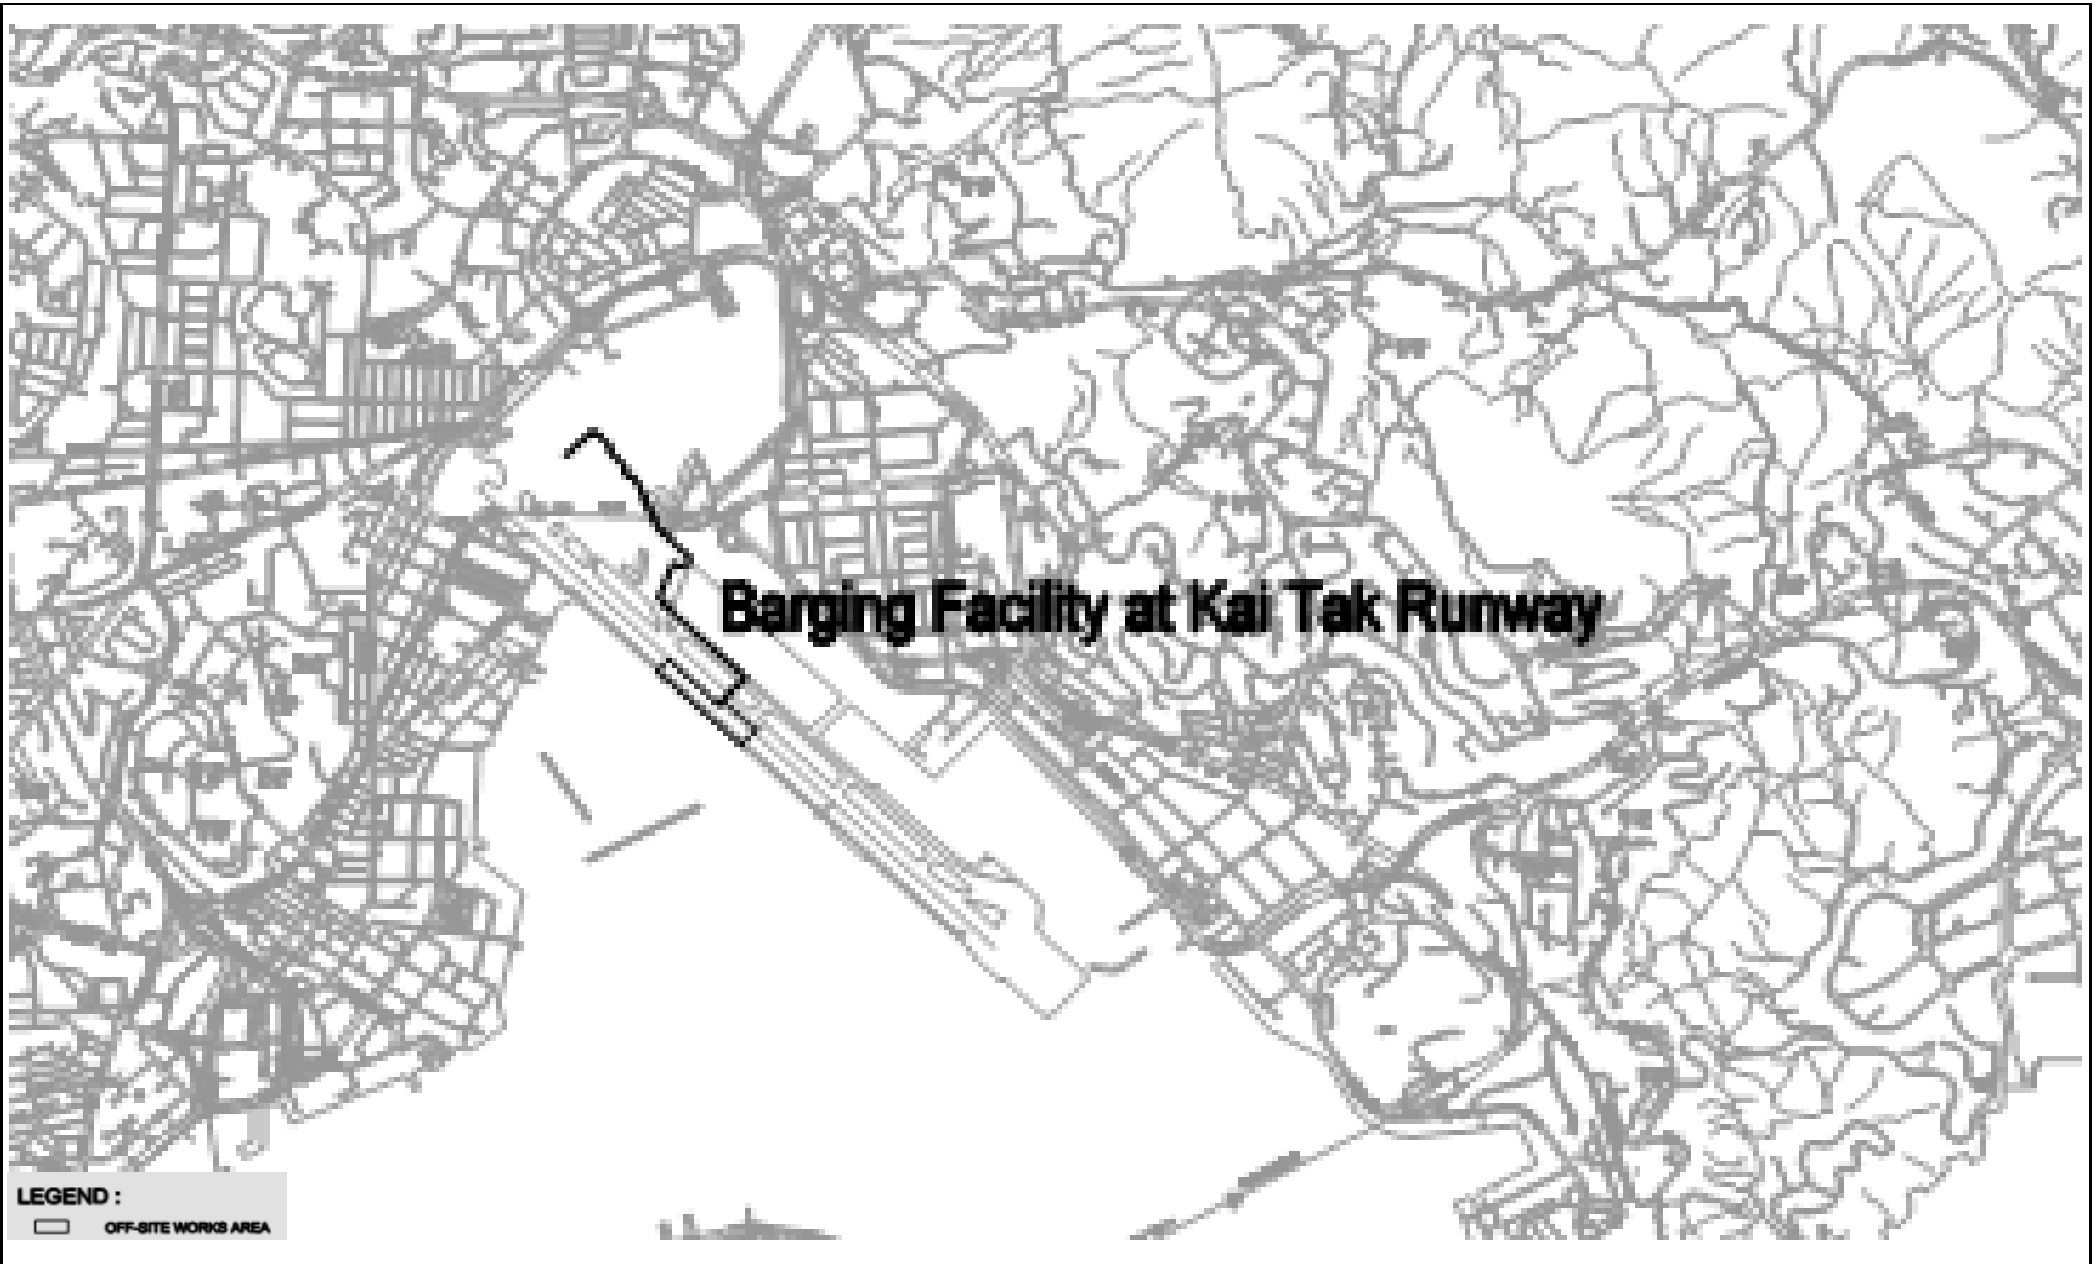 Barging Facility at Kai Tak Runway
LEGEND :
OFF-SITE WORKS AREA